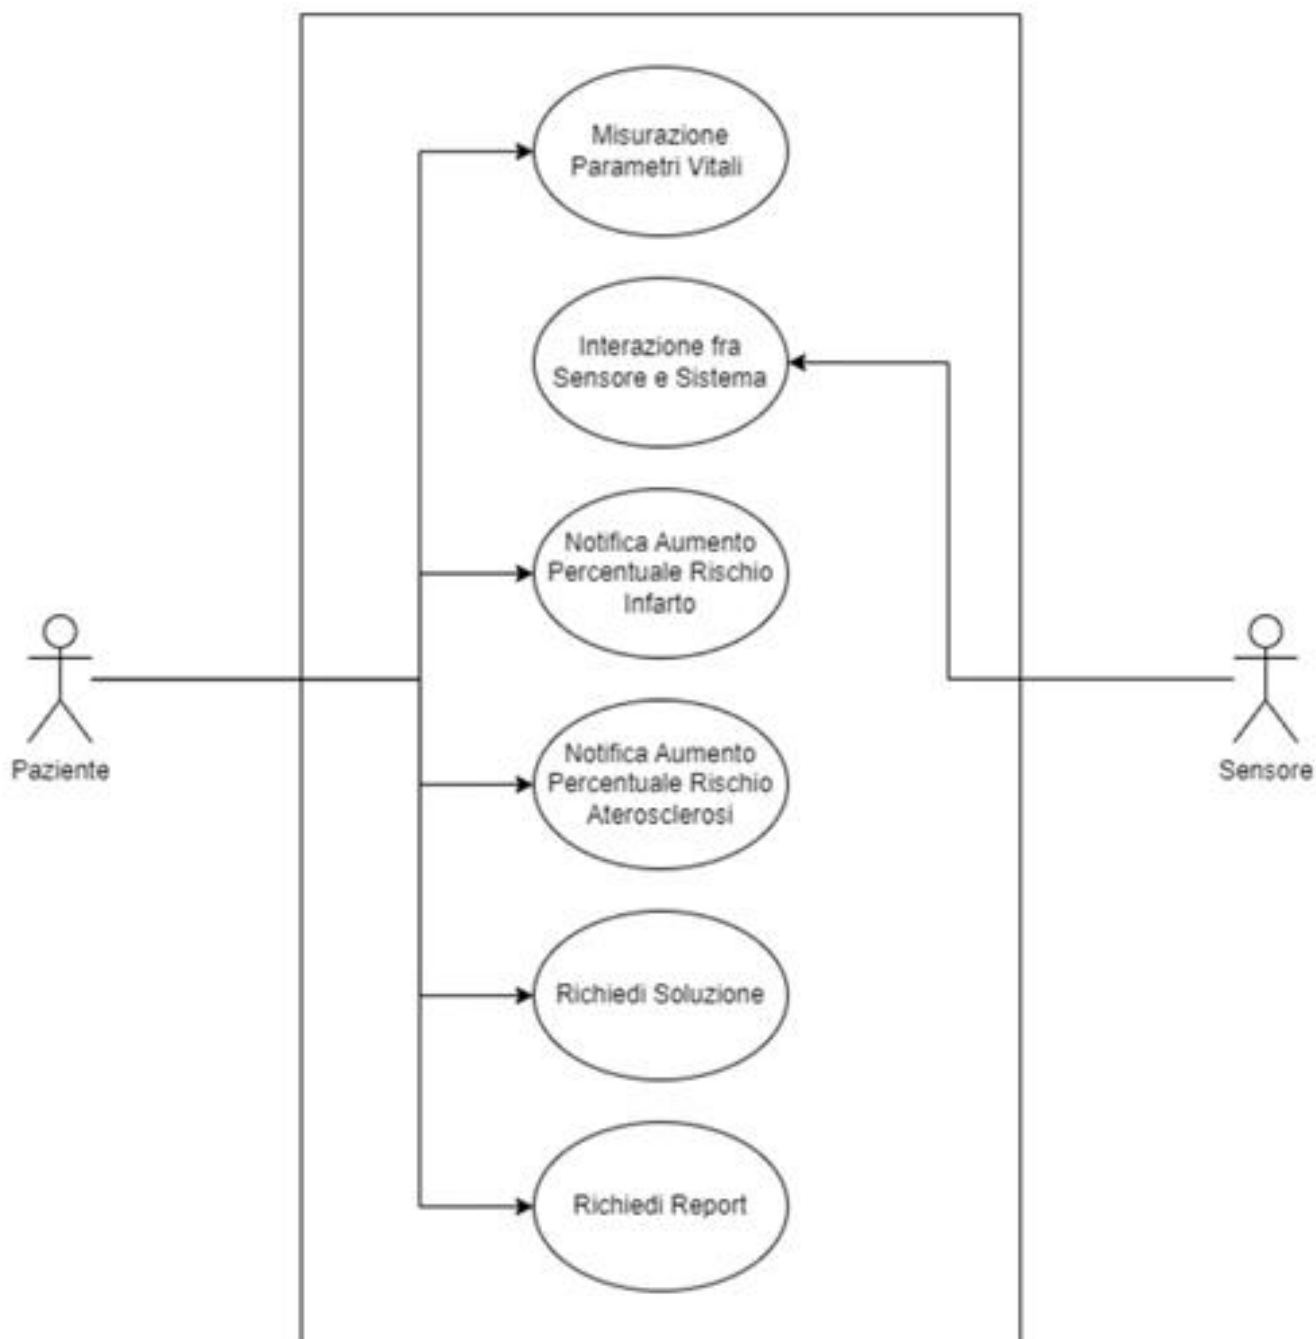 Misurazione
Parametri Vitali
Interazione fra
Sensore e Sistema
Notifica Aumento
Percentuale Rischio
Infarto
Paziente
Sensore
Notifica Aumento
Percentuale Rischio
Aterosclerosi
Richiedi Soluzione
Richiedi Report